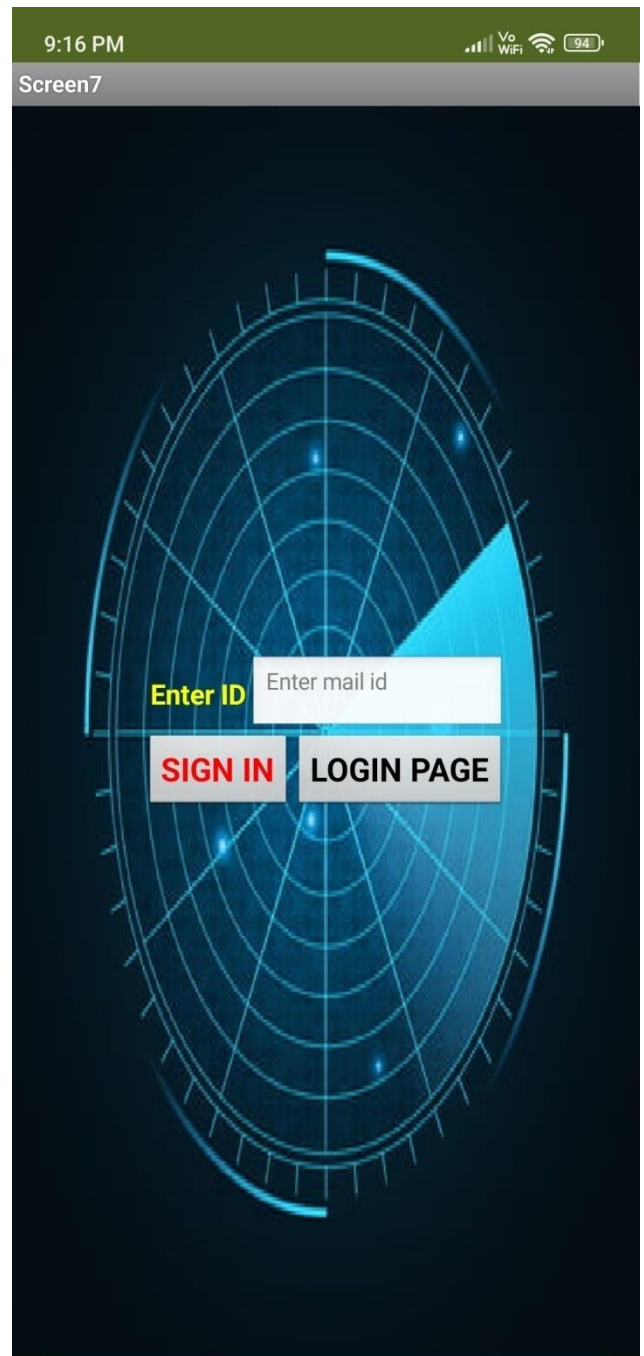 9:16 PM Vo WiFi 94
Screen7
Enter ID Enter mail id
SIGN IN LOGIN PAGE